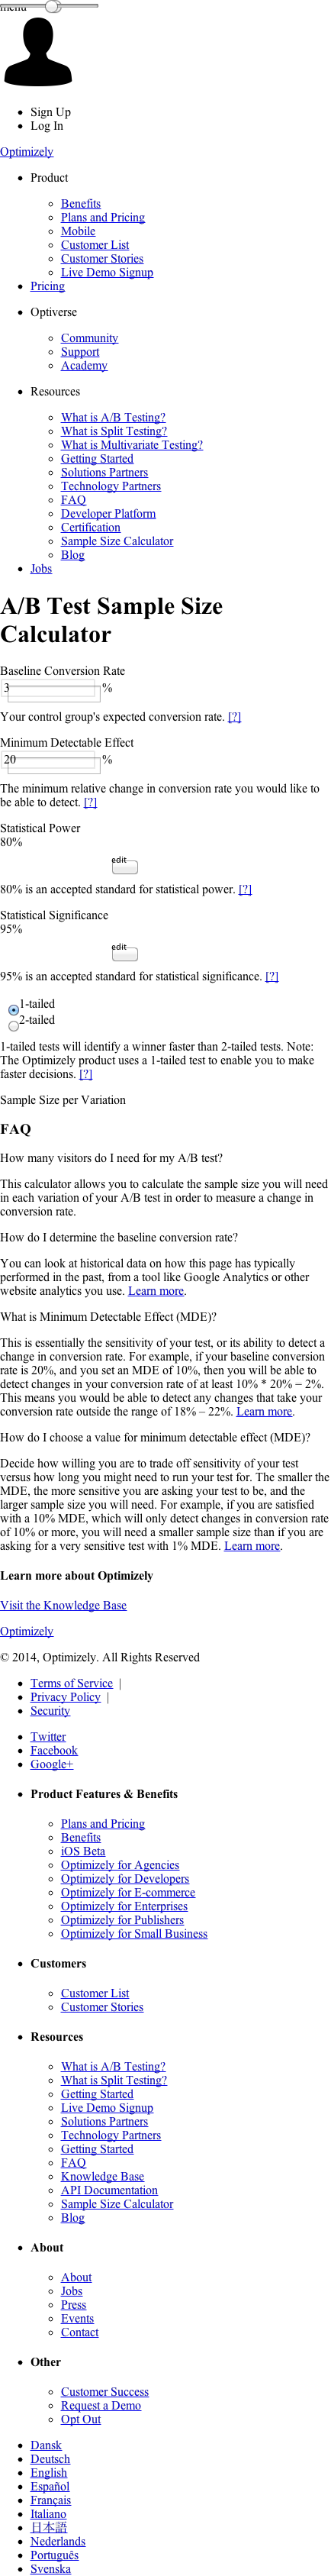 menu
Sign Up
Log In
Optimizely
Product
Benefits
Plans and Pricing
Mobile
Customer List
Customer Stories
Live Demo Signup
Pricing
Optiverse
Community
Support
Academy
Resources
What is A/B Testing?
What is Split Testing?
What is Multivariate Testing?
Getting Started
Solutions Partners
Technology Partners
FAQ
Developer Platform
Certification
Sample Size Calculator
Blog
Jobs
A/B Test Sample Size
Calculator
Baseline Conversion Rate
3 %
Your control group's expected conversion rate. [?]
Minimum Detectable Effect
20 %
The minimum relative change in conversion rate you would like to
be able to detect. [?]
Statistical Power
80%
edit
80% is an accepted standard for statistical power. [?]
Statistical Significance
95%
edit
95% is an accepted standard for statistical significance. [?]
1-tailed
2-tailed
1-tailed tests will identify a winner faster than 2-tailed tests. Note:
The Optimizely product uses a 1-tailed test to enable you to make
faster decisions. [?]
Sample Size per Variation
FAQ
How many visitors do I need for my A/B test?
This calculator allows you to calculate the sample size you will need
in each variation of your A/B test in order to measure a change in
conversion rate.
How do I determine the baseline conversion rate?
You can look at historical data on how this page has typically
performed in the past, from a tool like Google Analytics or other
website analytics you use. Learn more.
What is Minimum Detectable Effect (MDE)?
This is essentially the sensitivity of your test, or its ability to detect a
change in conversion rate. For example, if your baseline conversion
rate is 20%, and you set an MDE of 10%, then you will be able to
detect changes in your conversion rate of at least 10% * 20% = 2%.
This means you would be able to detect any changes that take your
conversion rate outside the range of 18% – 22%. Learn more.
How do I choose a value for minimum detectable effect (MDE)?
Decide how willing you are to trade off sensitivity of your test
versus how long you might need to run your test for. The smaller the
MDE, the more sensitive you are asking your test to be, and the
larger sample size you will need. For example, if you are satisfied
with a 10% MDE, which will only detect changes in conversion rate
of 10% or more, you will need a smaller sample size than if you are
asking for a very sensitive test with 1% MDE. Learn more.
Learn more about Optimizely
Visit the Knowledge Base
Optimizely
© 2014, Optimizely. All Rights Reserved
Terms of Service |
Privacy Policy |
Security
Twitter
Facebook
Google+
Product Features & Benefits
Plans and Pricing
Benefits
iOS Beta
Optimizely for Agencies
Optimizely for Developers
Optimizely for E-commerce
Optimizely for Enterprises
Optimizely for Publishers
Optimizely for Small Business
Customers
Customer List
Customer Stories
Resources
What is A/B Testing?
What is Split Testing?
Getting Started
Live Demo Signup
Solutions Partners
Technology Partners
Getting Started
FAQ
Knowledge Base
API Documentation
Sample Size Calculator
Blog
About
About
Jobs
Press
Events
Contact
Other
Customer Success
Request a Demo
Opt Out
Dansk
Deutsch
English
Español
Français
Italiano
日本語
Nederlands
Português
Svenska